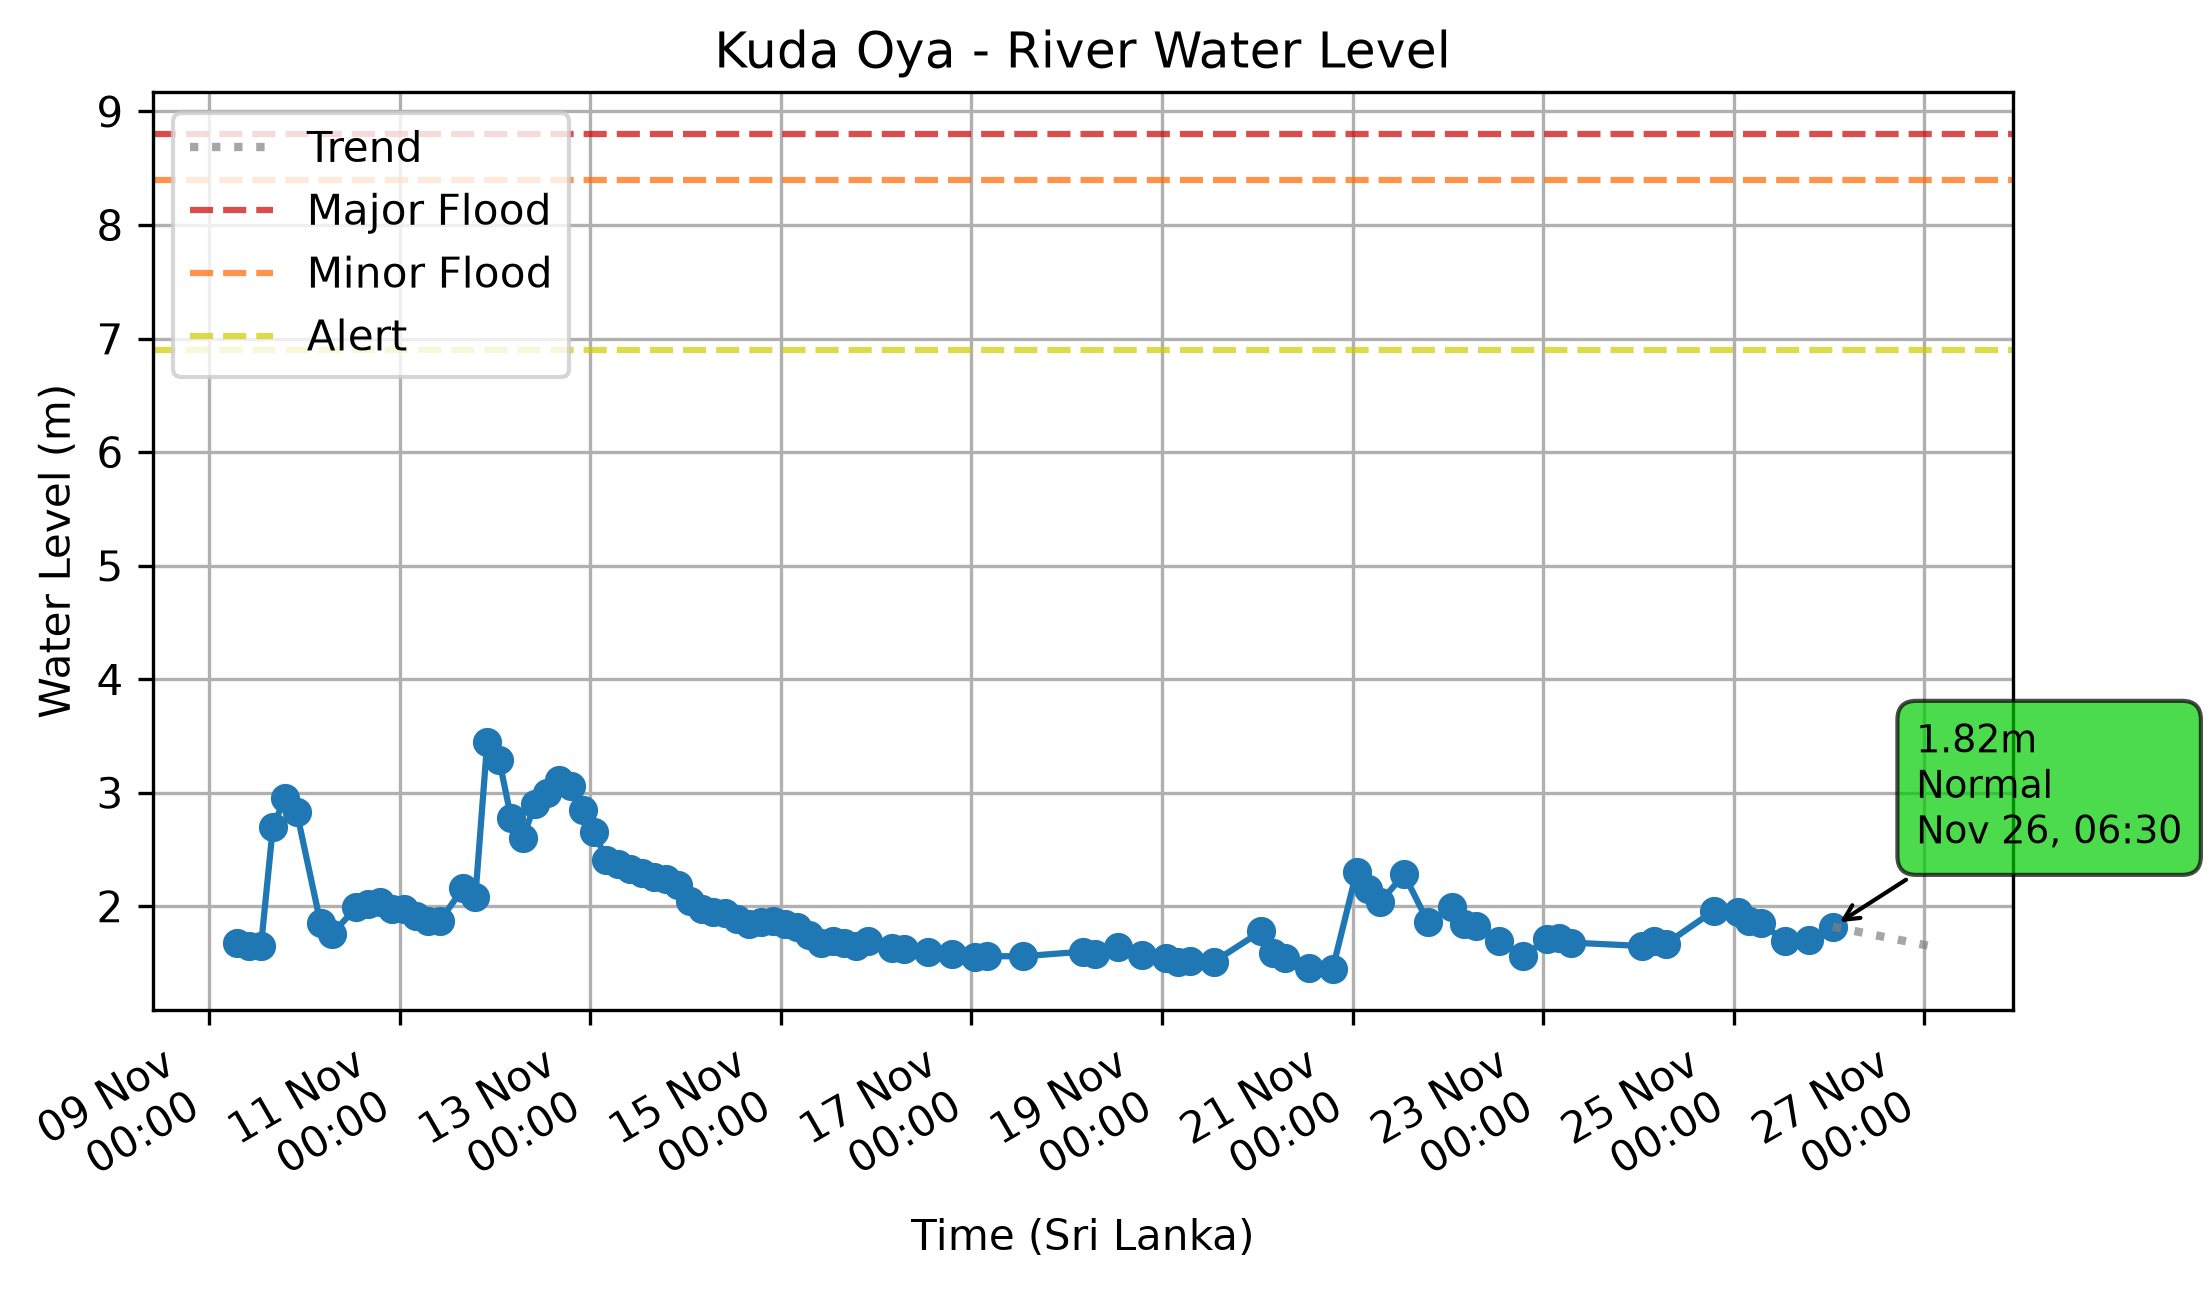 Kuda Oya - River Water Level
9
8
7
6
5
4
3
2
Water Level (m)
Trend
Major Flood
Minor Flood
Alert
1.82m
Normal
Nov 26, 06:30
09 Nov
00:00
11 Nov
00:00
13 Nov
00:00
15 Nov
00:00
17 Nov
00:00
19 Nov
00:00
21 Nov
00:00
23 Nov
00:00
25 Nov
00:00
27 Nov
00:00
Time (Sri Lanka)